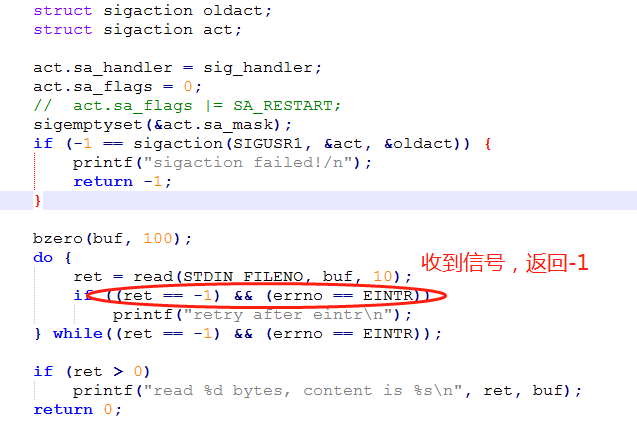 struct sigaction oldact;
struct sigaction act;
act.sa_handler = sig_handler;
act.sa_flags = 0;
//  act.sa_flags |= SA_RESTART;
sigemptyset(&act.sa_mask);
if (-1 == sigaction(SIGUSR1, &act, &oldact)) {
printf("sigaction failed!/n");
return -1;
}
bzero(buf, 100);
do {
ret = read(STDIN_FILENO, buf, 10);
收到信号，返回-1
if ((ret == -1) && (errno == EINTR))
printf("retry after eintr\n");
} while((ret == -1) && (errno == EINTR));
if (ret > 0)
printf("read %d bytes, content is %s\n", ret, buf);
return 0;